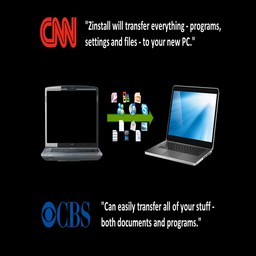 CNN
"Zinstall will transfer everything - programs,
settings and files - to your new PC."
CBS
"Can easily transfer all of your stuff -
both documents and programs."